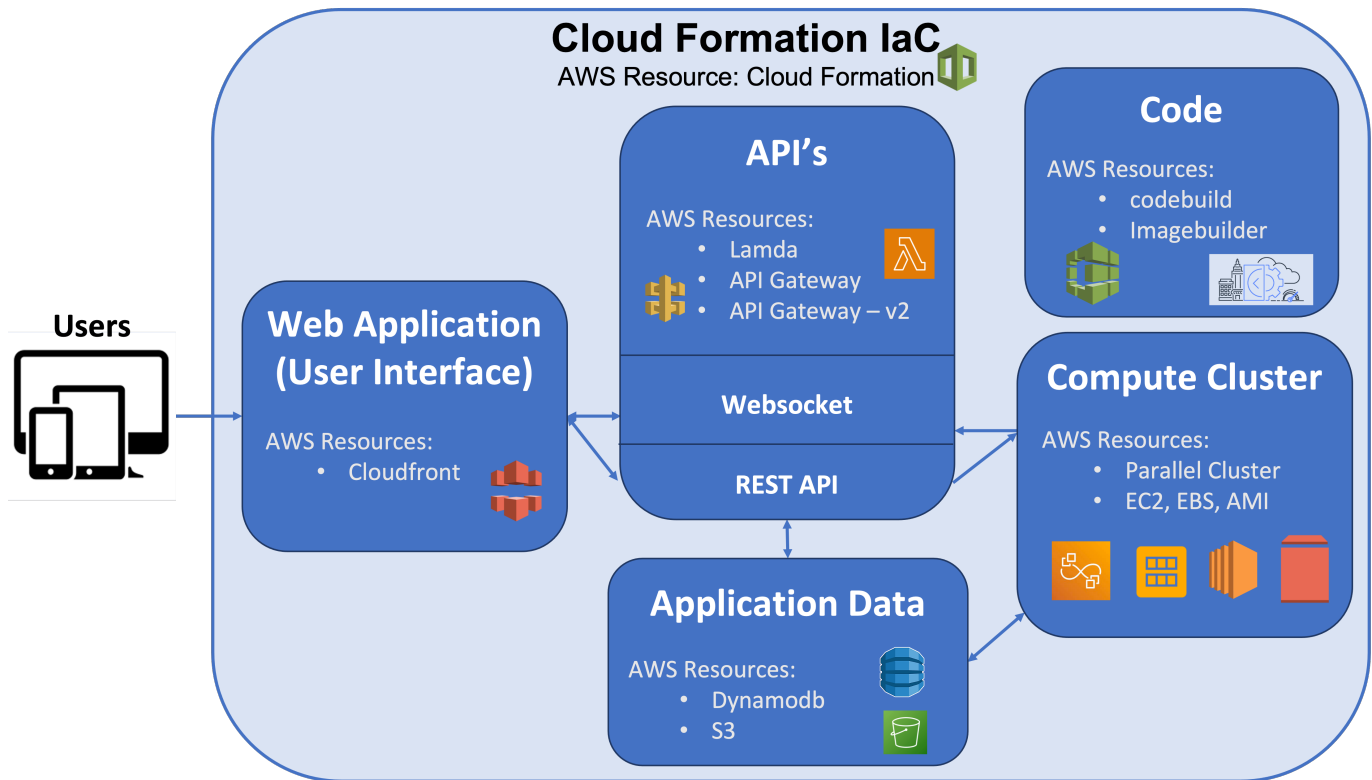 Cloud Formation IaC
AWS Resource: Cloud Formation
Users
Web Application
(User Interface)
AWS Resources:
• Cloudfront
API's
AWS Resources:
• Lamda
• API Gateway
• API Gateway – v2
Websocket
REST API
Application Data
AWS Resources:
• Dynamodb
• S3
Code
AWS Resources:
• codebuild
• Imagebuilder
Compute Cluster
AWS Resources:
• Parallel Cluster
• EC2, EBS, AMI